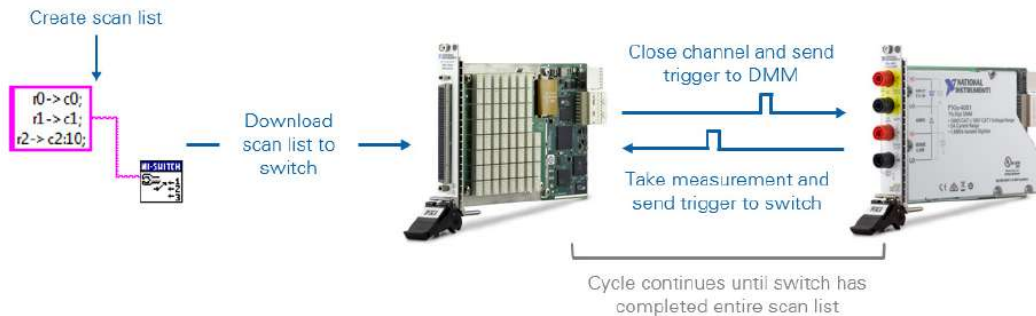 Create scan list
r0-> c0;
r1-> c1;
r2-> c2:10;
NI-SWITCH
Download
scan list to
switch
Close channel and send
trigger to DMM
Take measurement and
send trigger to switch
NATIONAL
INSTRUMENTS
Cycle continues until switch has
completed entire scan list